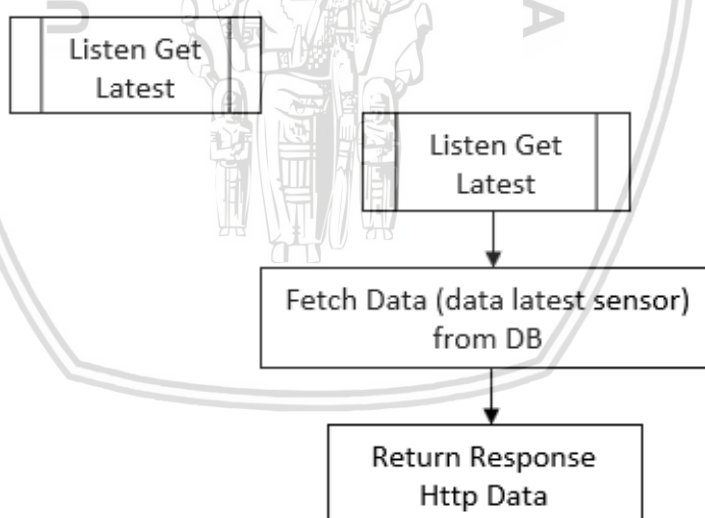 Listen Get
Latest
Listen Get
Latest
Fetch Data (data latest sensor)
from DB
Return Response
Http Data